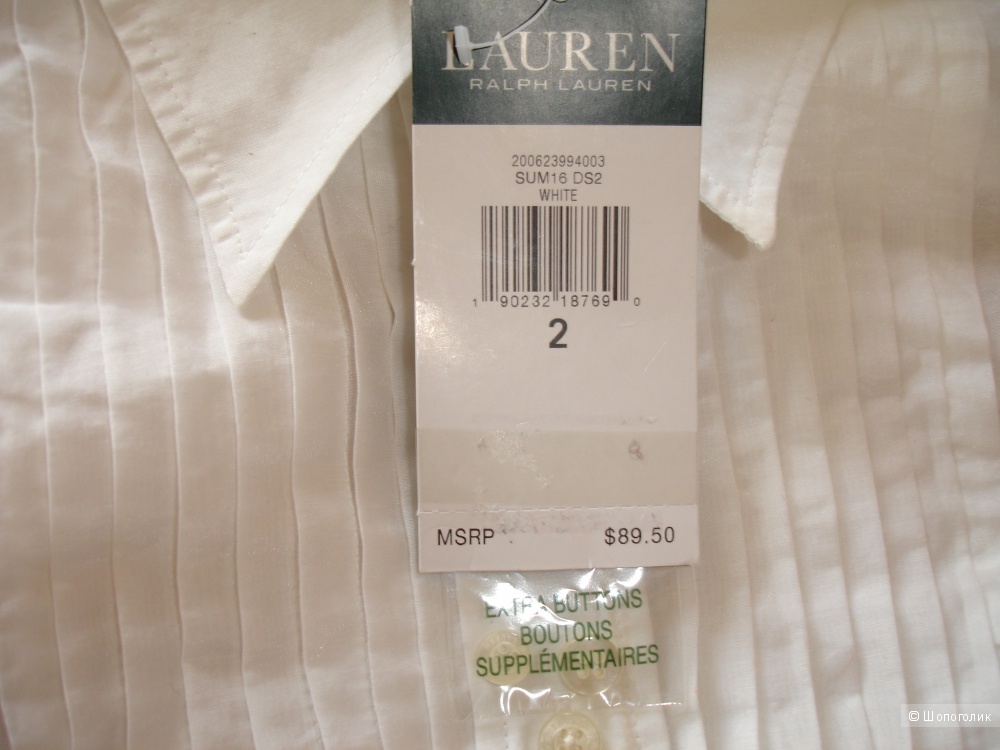 LAUREN
RALPH LAUREN
200623994003
SUM16 DS2
WHITE
1 90232 18769 0
2
MSRP $89.50
EXTRA BUTTONS
BOUTONS
SUPPLÉMENTAIRES
© Шопоголик